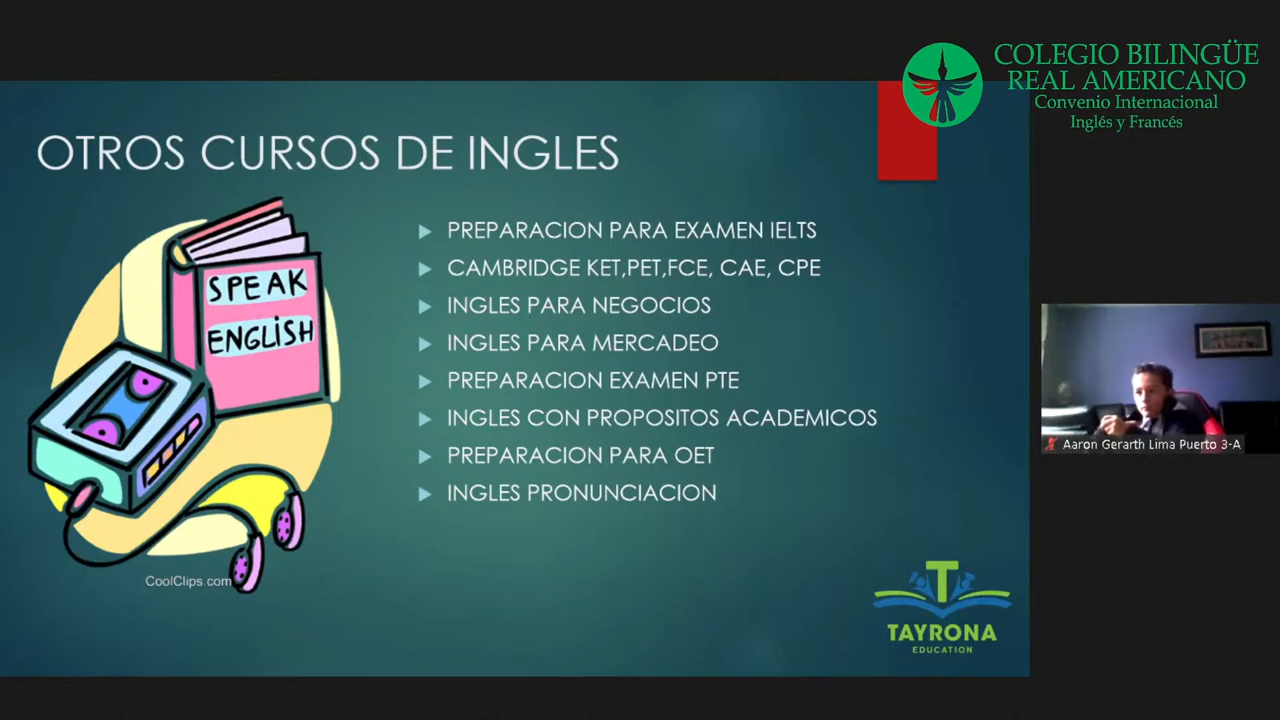 COLEGIO BILINGÜE
REAL AMERICANO
Convenio Internacional
Inglés y Francés
OTROS CURSOS DE INGLES
SPEAK
ENGLISH
CoolClips.com
PREPARACION PARA EXAMEN IELTS
CAMBRIDGE KET,PET,FCE, CAE, CPE
INGLES PARA NEGOCIOS
INGLES PARA MERCADEO
PREPARACION EXAMEN PTE
INGLES CON PROPOSITOS ACADEMICOS
PREPARACION PARA OET
INGLES PRONUNCIACION
Aaron Gerarth Lima Puerto 3-A
T
TAYRONA
EDUCATION